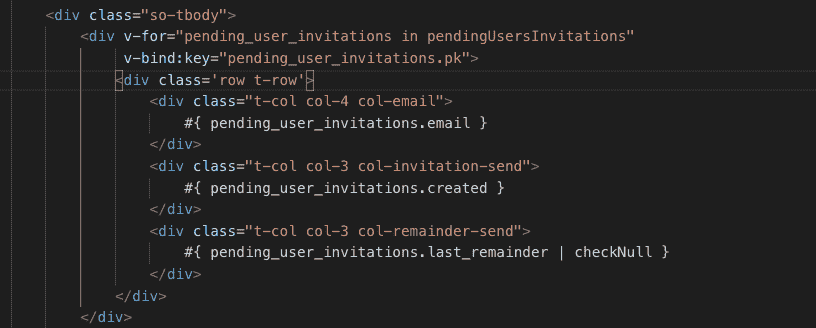 <div class="so-tbody">
<div v-for="pending_user_invitations in pendingUsersInvitations"
v-bind:key="pending_user_invitations.pk">
<div class='row t-row'>
<div class="t-col col-4 col-email">
#{ pending_user_invitations.email }
</div>
<div class="t-col col-3 col-invitation-send">
#{ pending_user_invitations.created }
</div>
<div class="t-col col-3 col-remainder-send">
#{ pending_user_invitations.last_remainder | checkNull }
</div>
</div>
</div>